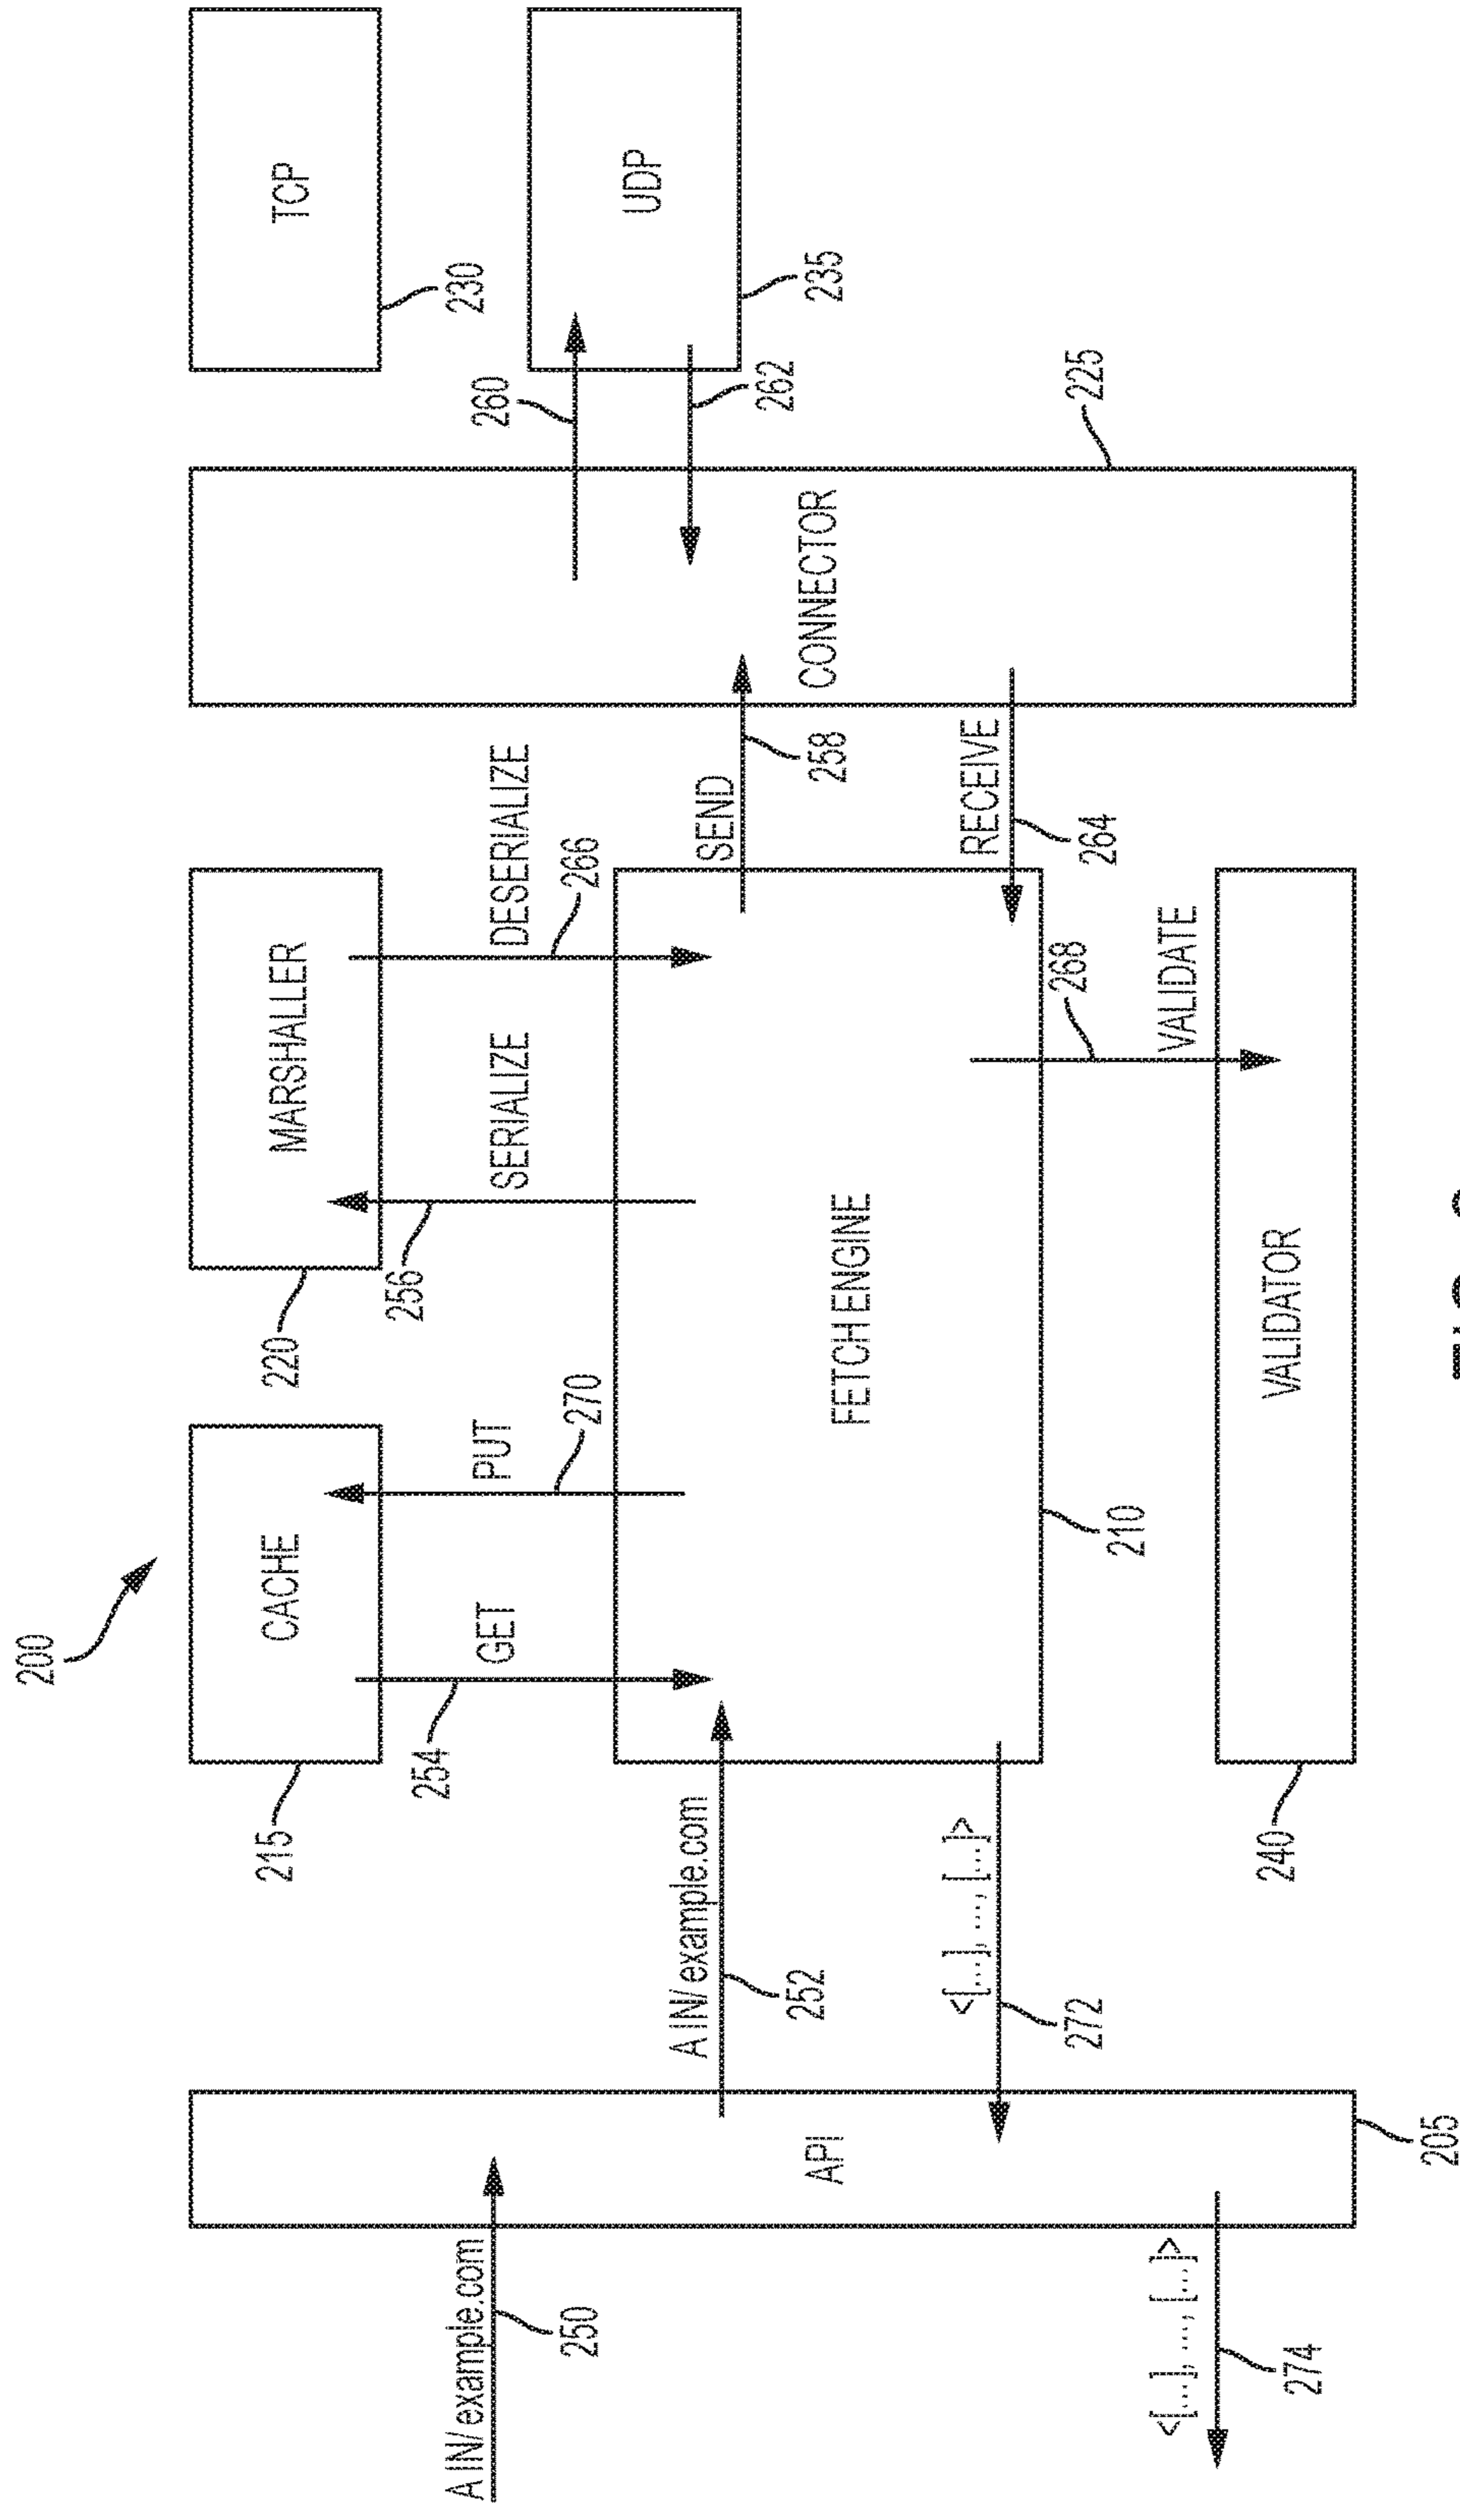 200
CACHE
215
MARSHALLER
220
TCP
230
254
256
A IN/example.com
250
GET
PUT
270
SERIALIZE
DESERIALIZE
266
260
UDP
235
262
A IN/example.com
252
SEND
258
API
FETCH ENGINE
CONNECTOR
<[...], ..., [...]>
272
RECEIVE
264
268
225
210
<[...], ..., [...]>
274
VALIDATE
240
VALIDATOR
205